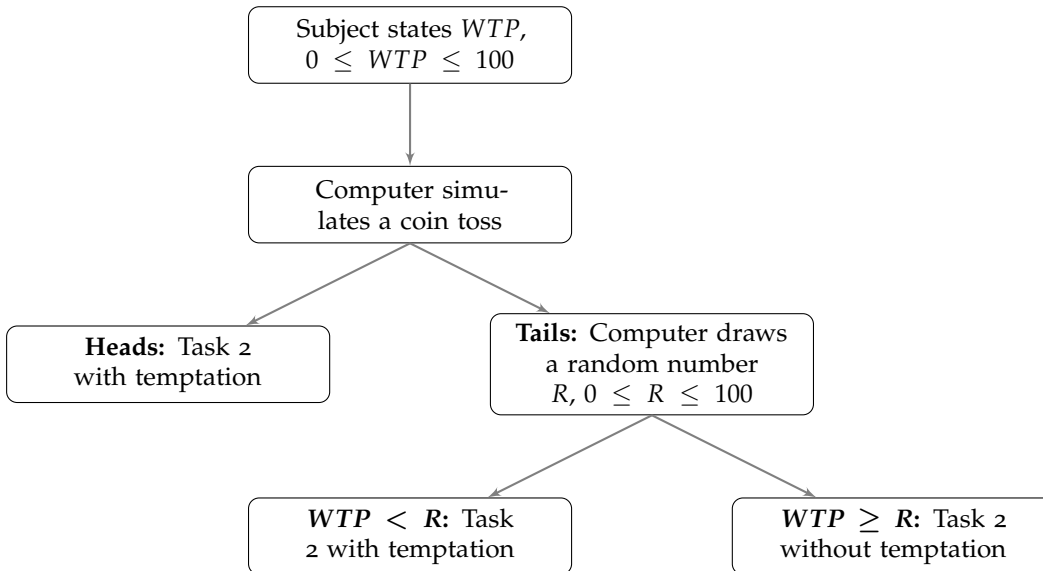 Subject states WTP,
0 ≤ WTP ≤ 100
Computer simu-
lates a coin toss
Heads: Task 2
with temptation
Tails: Computer draws
a random number
R, 0 ≤ R ≤ 100
WTP < R: Task
2 with temptation
WTP ≥ R: Task 2
without temptation